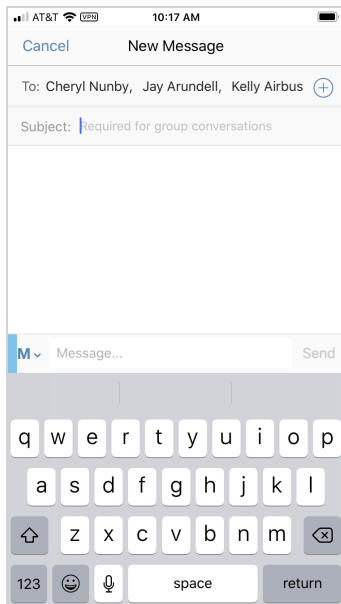 AT&T VPN 10:17 AM
Cancel New Message
To: Cheryl Nunby, Jay Arundell, Kelly Airbus
Subject: Required for group conversations
M Message... Send
q w e r t y u i o p
a s d f g h j k l
z x c v b n m
123 space return